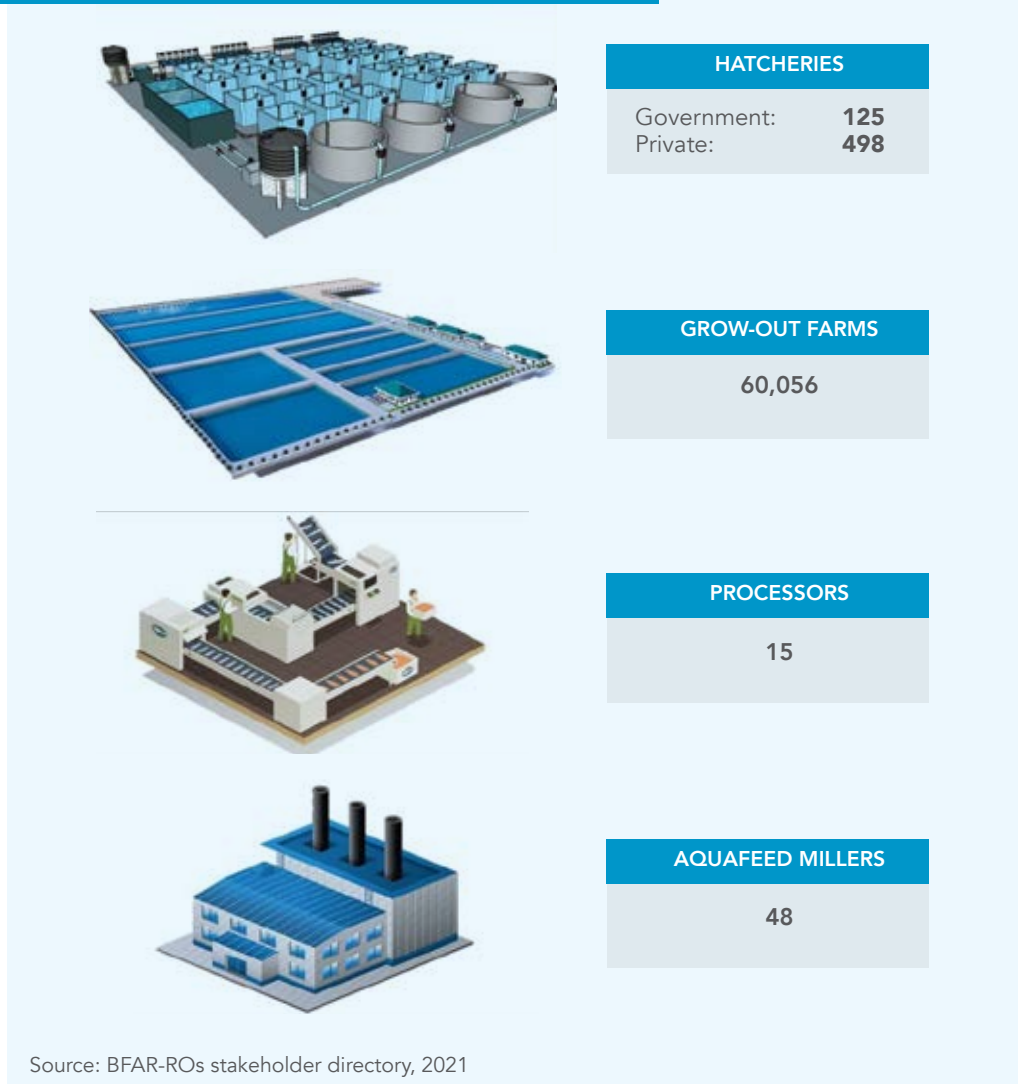 HATCHERIES
Government: 125
Private: 498
GROW-OUT FARMS
60,056
PROCESSORS
15
AQUAFEED MILLERS
48
Source: BFAR-ROs stakeholder directory, 2021